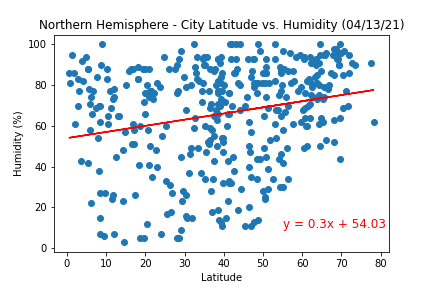 Northern Hemisphere - City Latitude vs. Humidity (04/13/21)
100
80
60
40
20
0
Humidity (%)
y = 0.3x + 54.03
0 10 20 30 40 50 60 70 80
Latitude